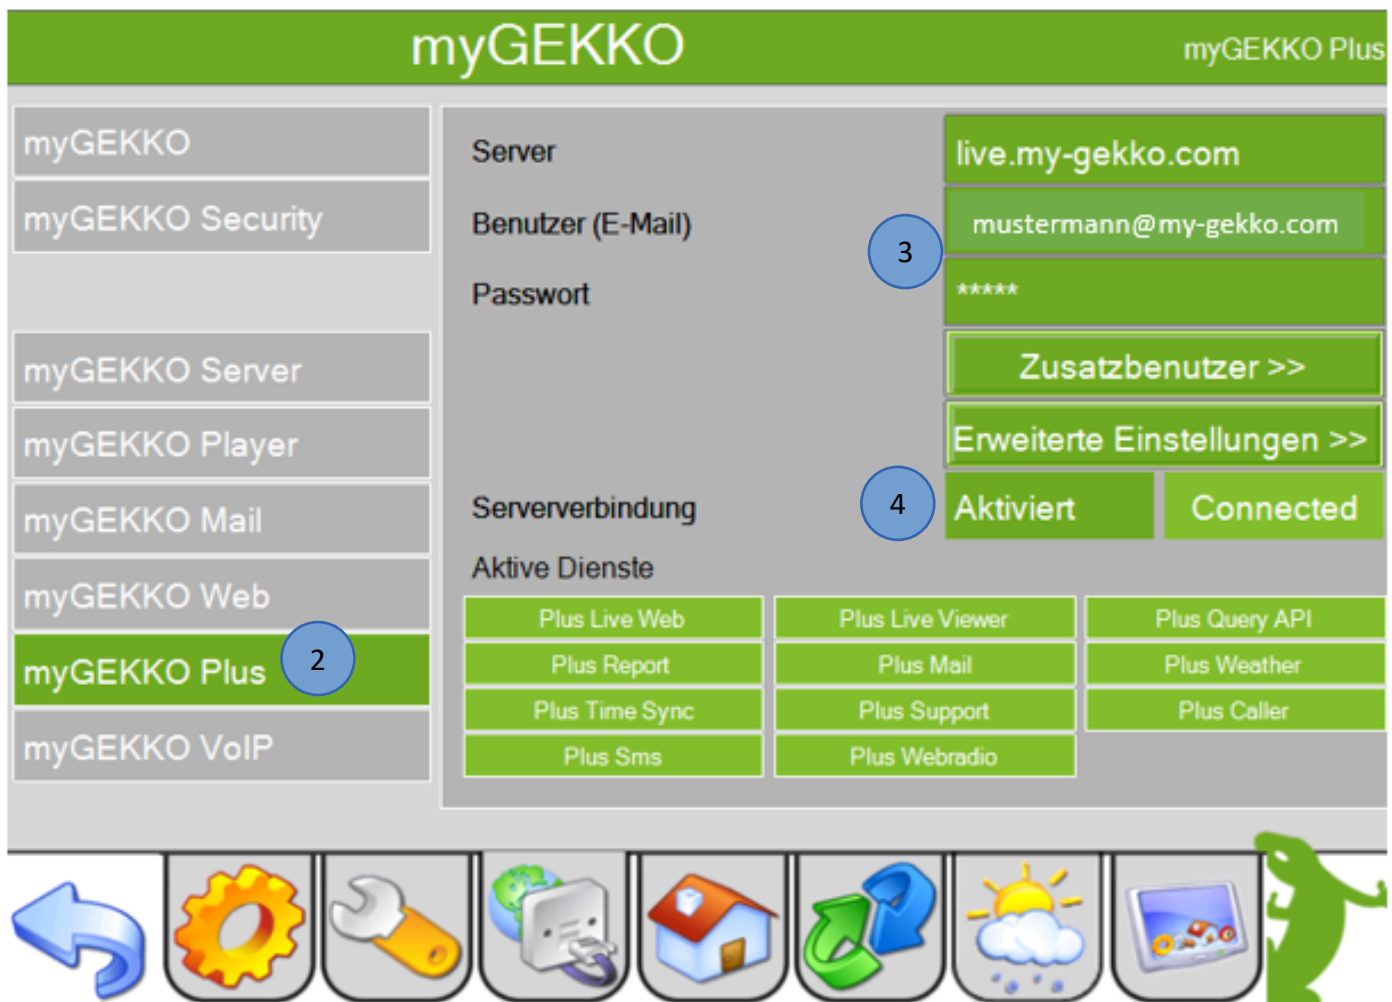 myGEKKO
myGEKKO Plus
myGEKKO
myGEKKO Security
myGEKKO Server
myGEKKO Player
myGEKKO Mail
myGEKKO Web
myGEKKO Plus
2
myGEKKO VoIP
Server
live.my-gekko.com
Benutzer (E-Mail)
mustermann@my-gekko.com
3
Passwort
*****
Zusatzbenutzer >>
Erweiterte Einstellungen >>
Serververbindung
4
Aktiviert
Connected
Aktive Dienste
Plus Live Web
Plus Live Viewer
Plus Query API
Plus Report
Plus Mail
Plus Weather
Plus Time Sync
Plus Support
Plus Caller
Plus Sms
Plus Webradio